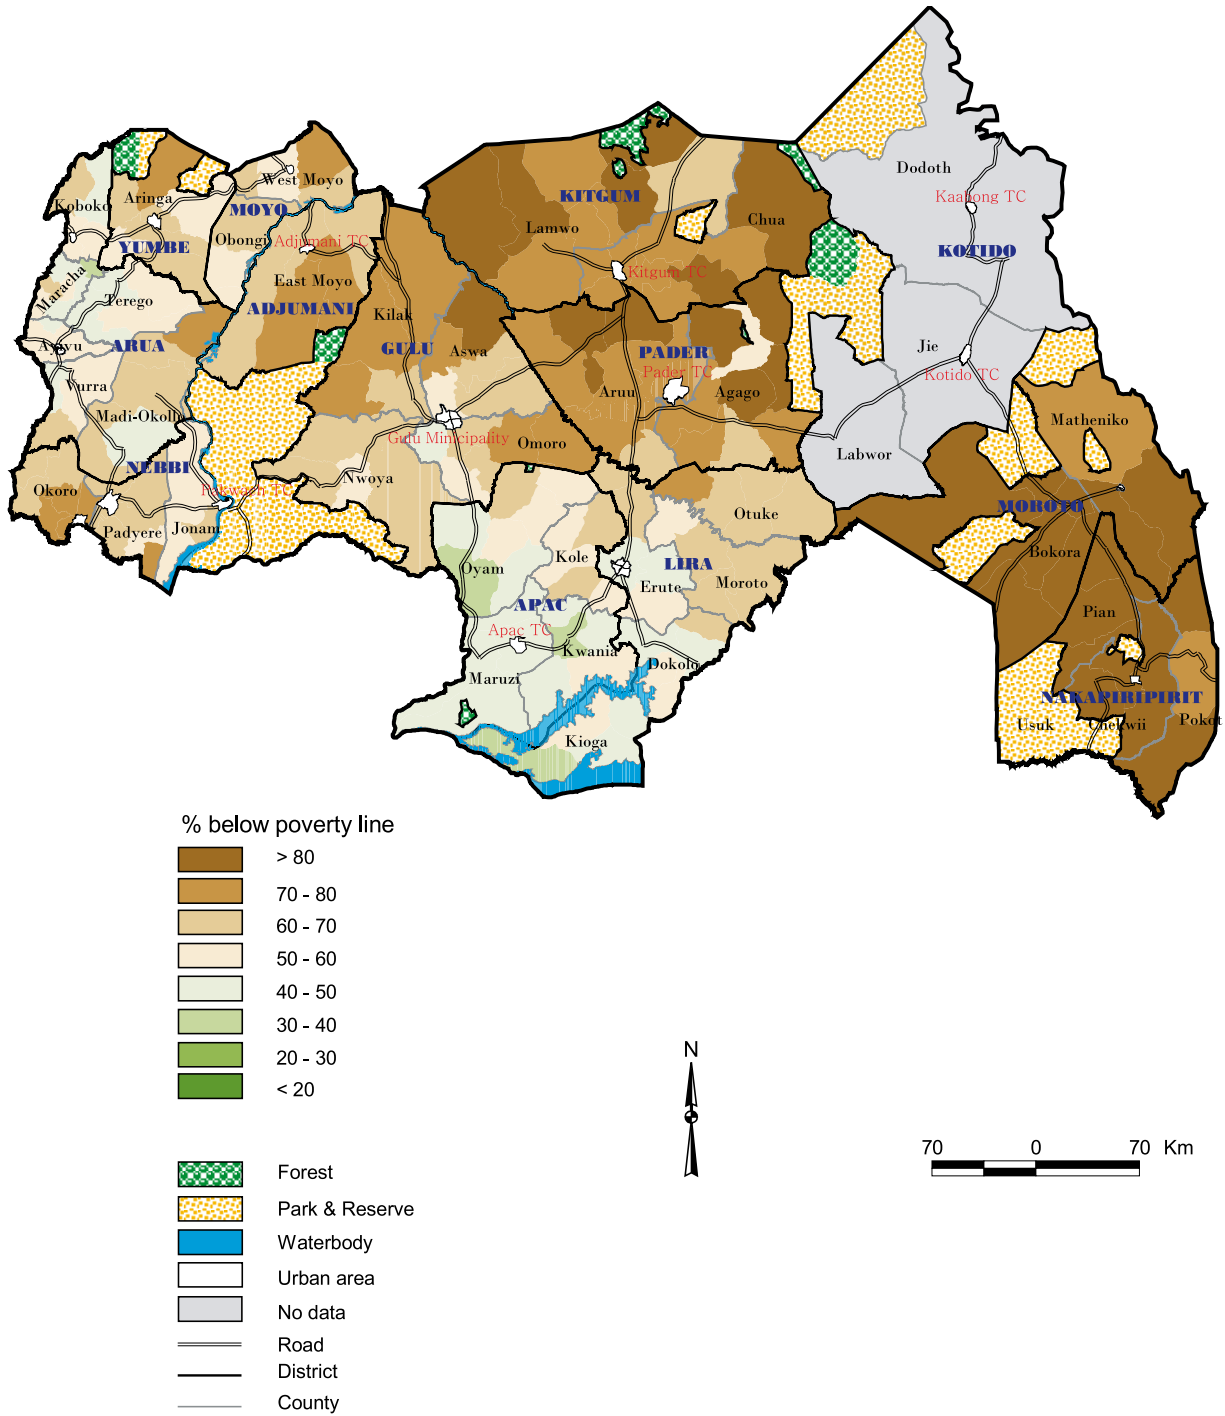 Dodoth
Kaabong TC
KOTIDO
West Moyo
Aringa
Koboko
MOYO
KITGUM
Chua
Lamwo
Obongi
Adjumani TC
YUMBE
Kitgum TC
Maracha
Terego
East Moyo
ADJUMANI
Kilak
ARUA
Ayivu
GULU
Aswa
PADER
Pader TC
Jie
Kotido TC
Vurra
Aruu
Agago
Madi-Okollo
Matheniko
Gulu Minicipality
Omoro
Labwor
NEBBI
Okoro
Pakwach TC
Nwoya
MOROTO
Padyere
Jonam
Otuke
Bokora
Kole
LIRA
Oyam
Erute
Moroto
APAC
Apac TC
Pian
Kwania
Dokolo
Maruzi
NAKAPIRIPIRIT
Kioga
Usuk
Chekwii
Pokot
% below poverty line
> 80
70 - 80
60 - 70
50 - 60
40 - 50
30 - 40
20 - 30
< 20
N
70 0 70 Km
Forest
Park & Reserve
Waterbody
Urban area
No data
Road
District
County